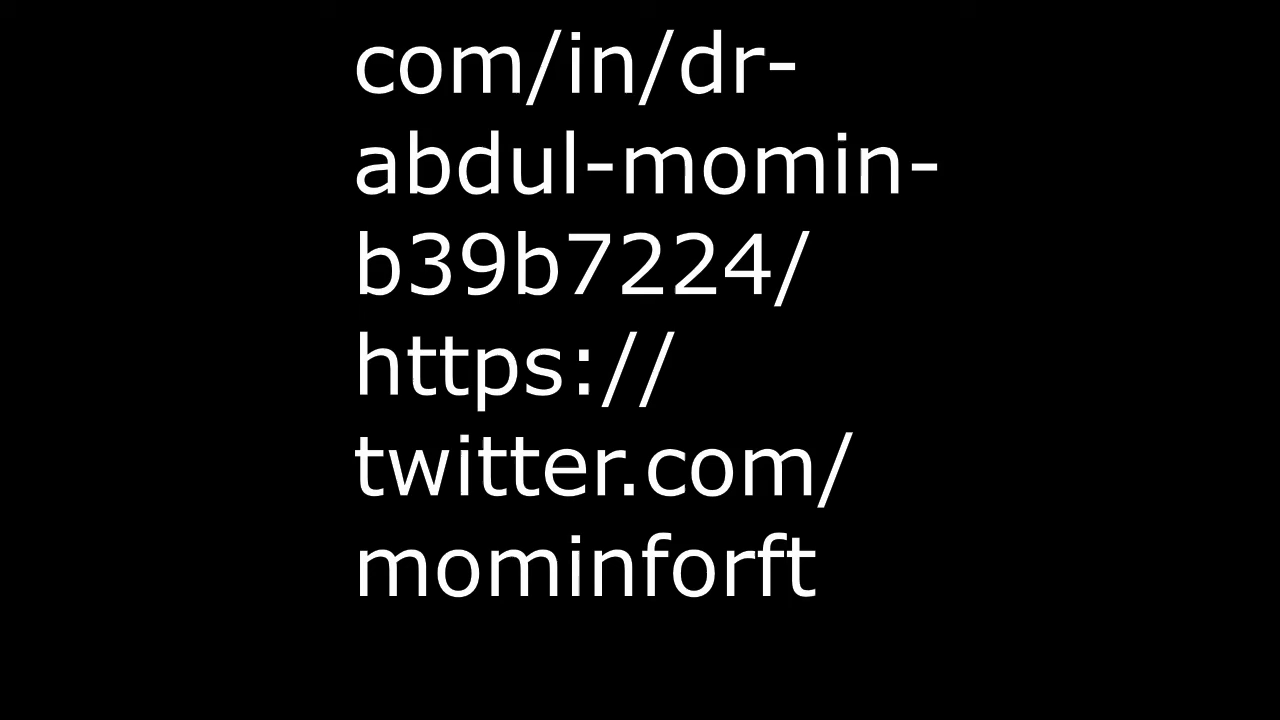 com/in/dr-
abdul-momin-
b39b7224/
https://
twitter.com/
mominforft